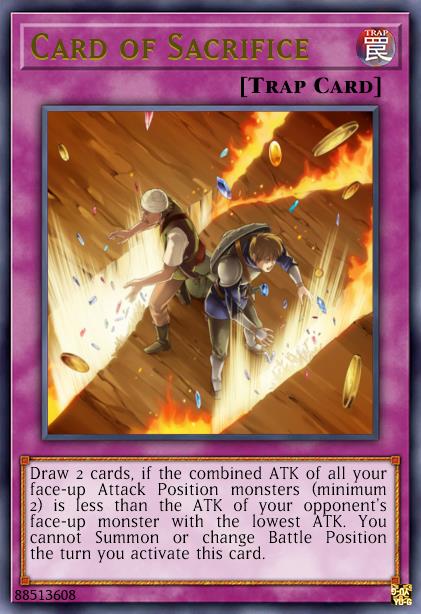 Card of Sacrifice
TRAP
罠
[Trap Card]
Draw 2 cards, if the combined ATK of all your
face-up Attack Position monsters (minimum
2) is less than the ATK of your opponent's
face-up monster with the lowest ATK. You
cannot Summon or change Battle Position
the turn you activate this card.
88513608